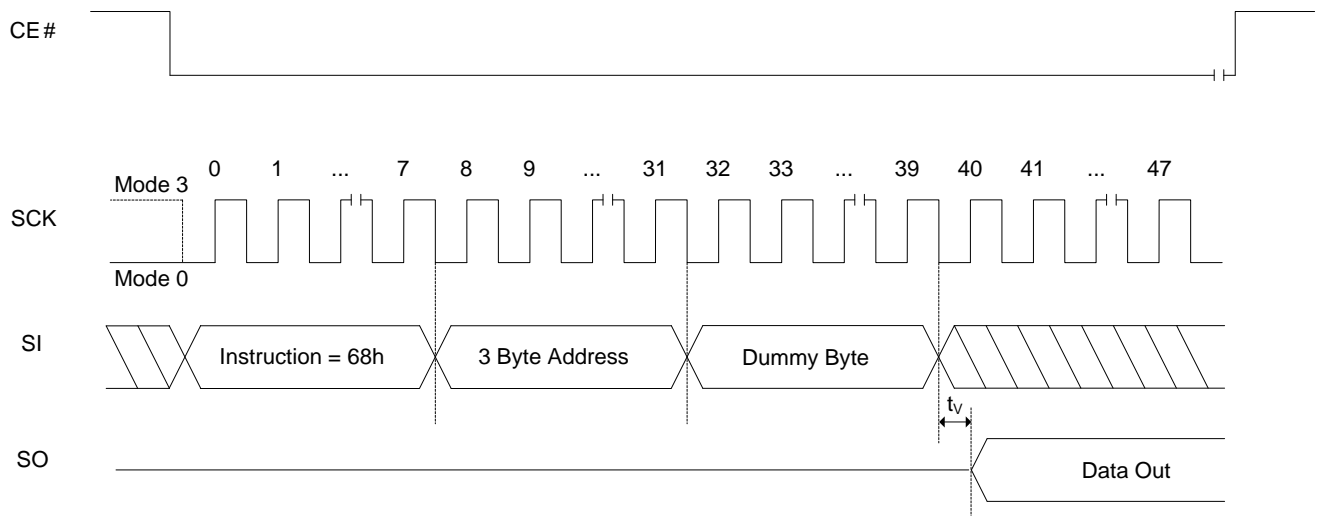 CE#
0 1 ... 7 8 9 ... 31 32 33 ... 39 40 41 ... 47
Mode 3
SCK
Mode 0
SI
Instruction = 68h
3 Byte Address
Dummy Byte
tV
SO
Data Out